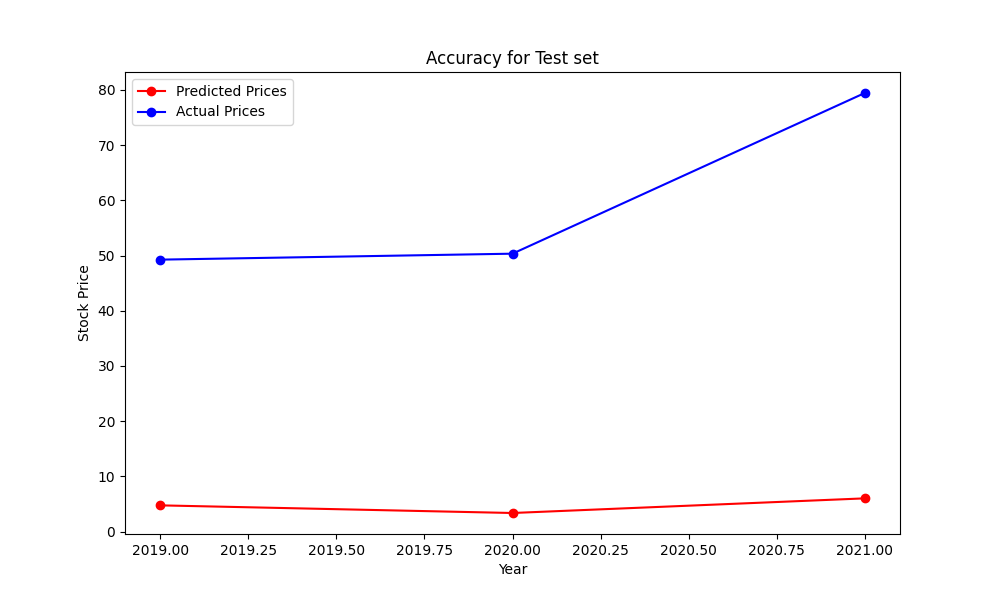 Accuracy for Test set
Predicted Prices
Actual Prices
80
70
60
50
40
30
20
10
0
Stock Price
2019.00 2019.25 2019.50 2019.75 2020.00 2020.25 2020.50 2020.75 2021.00
Year